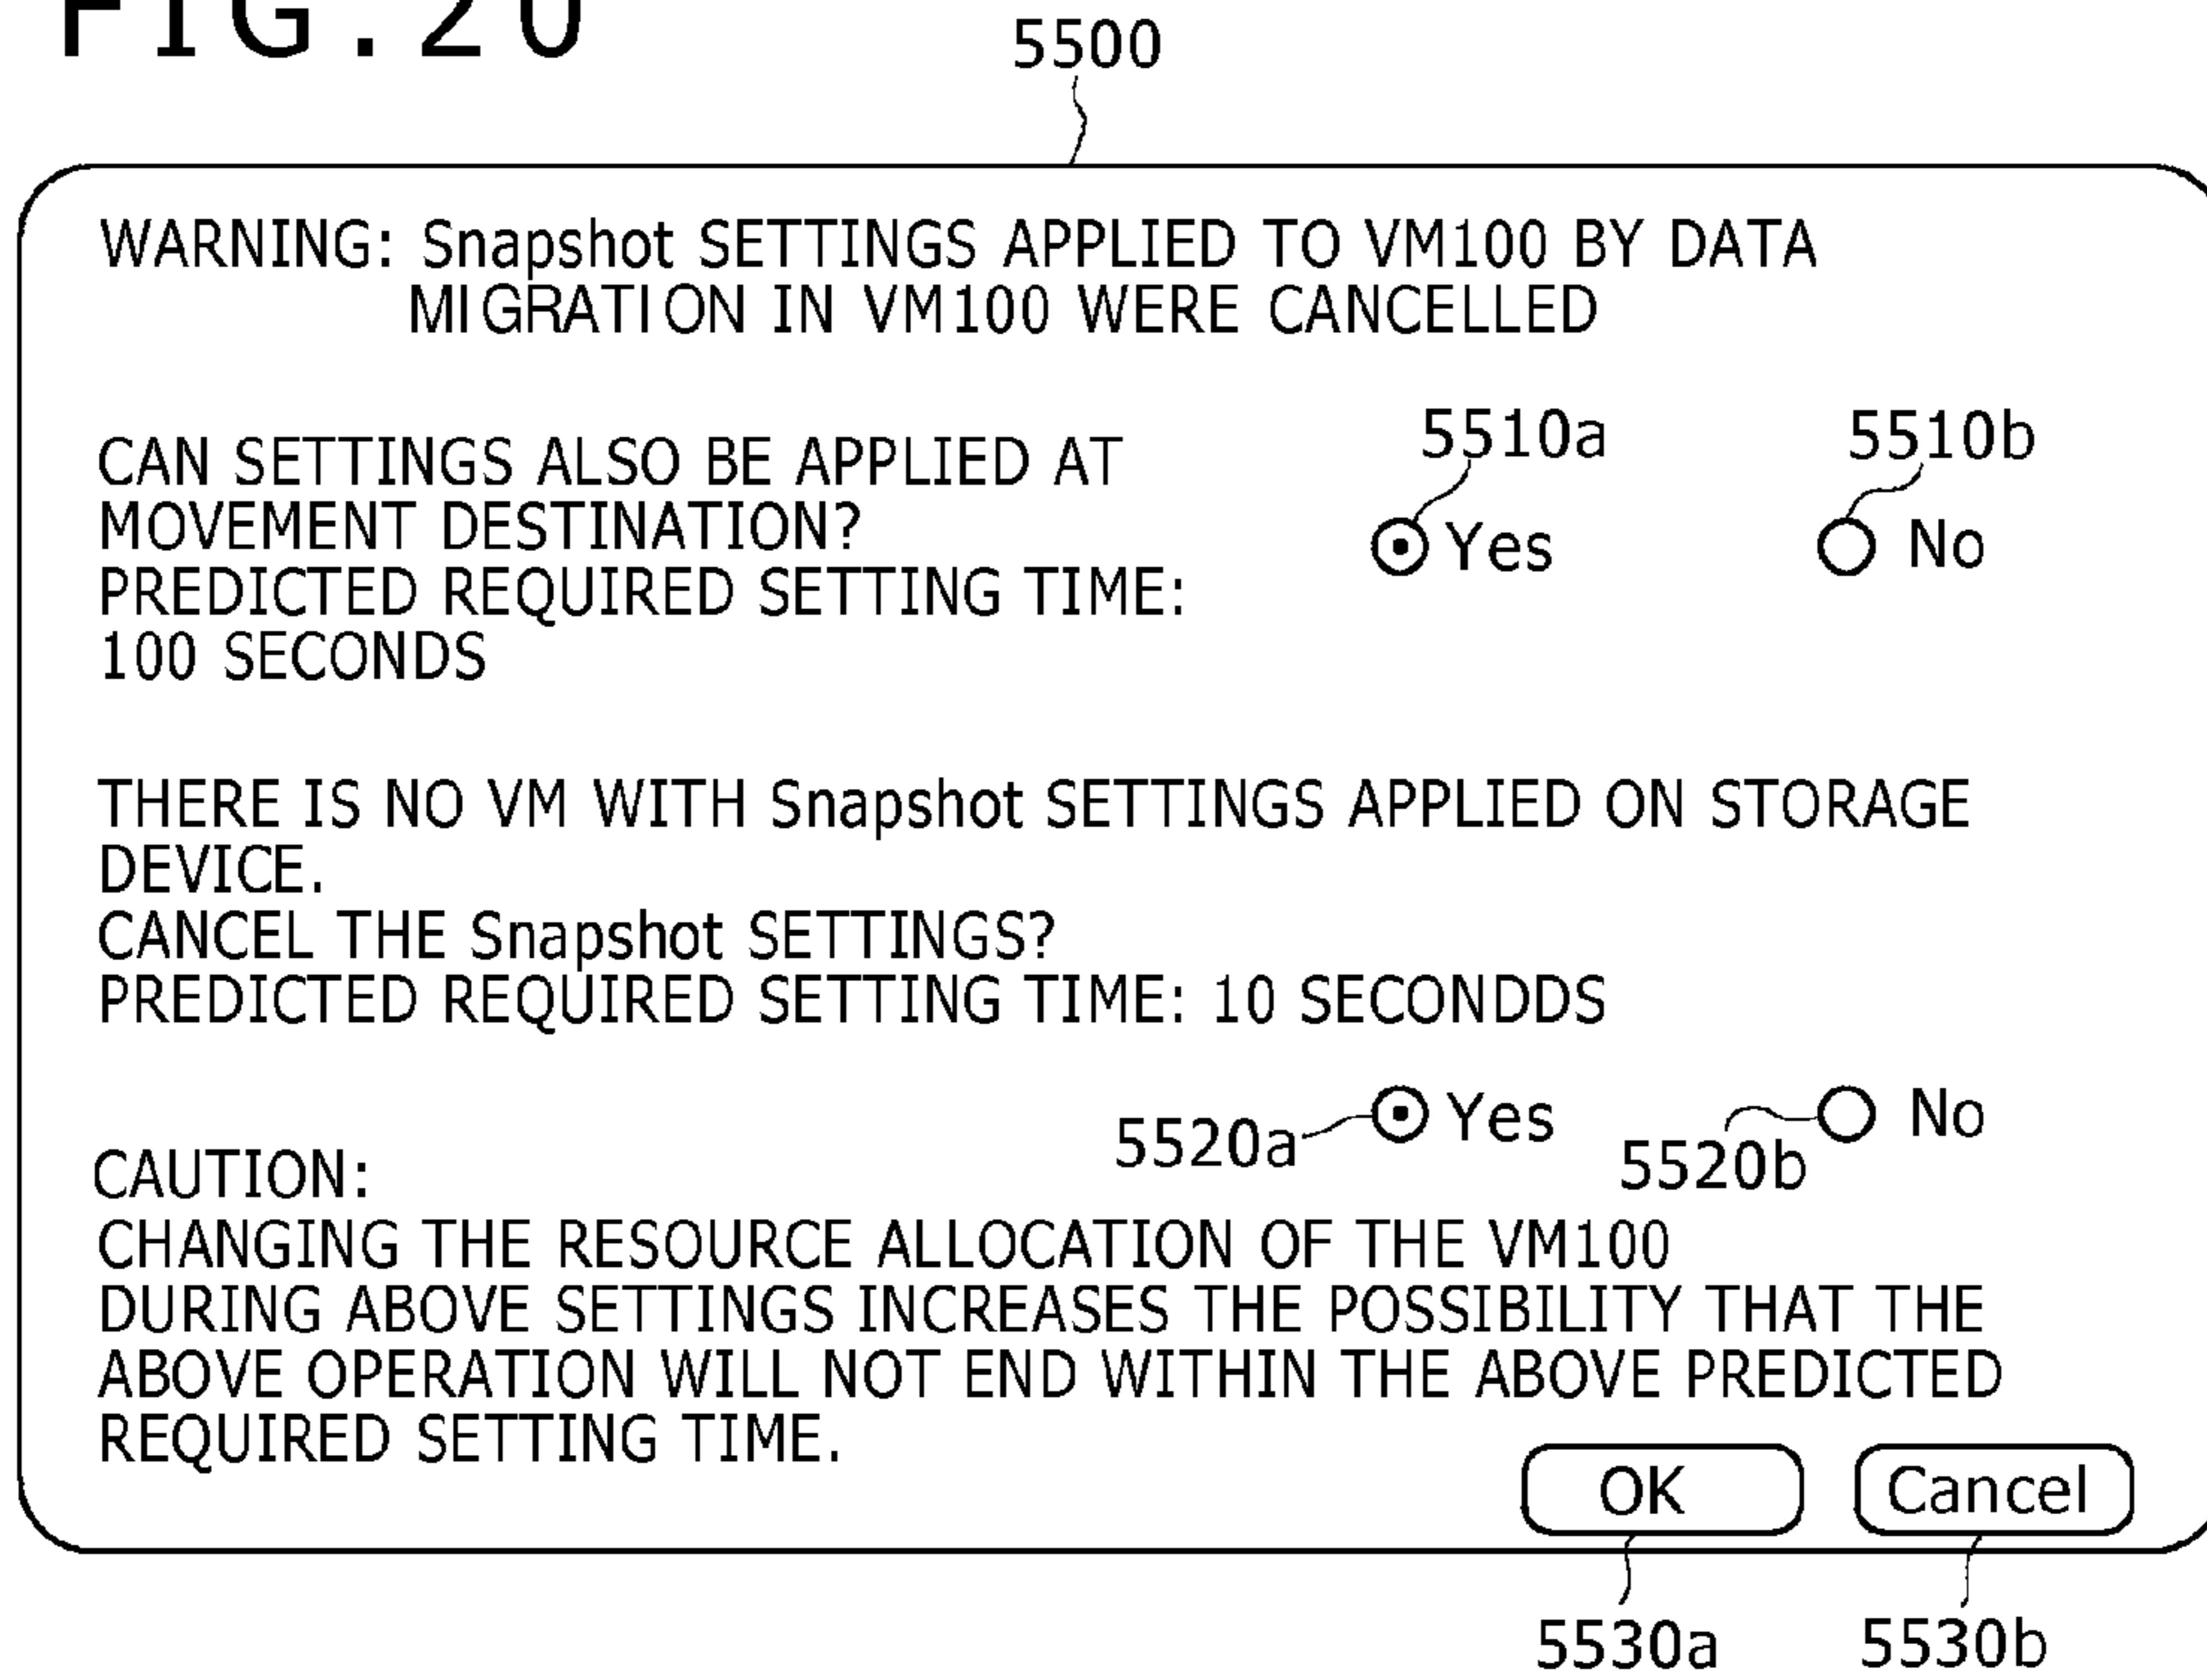 FIG.20
5500
WARNING: Snapshot SETTINGS APPLIED TO VM100 BY DATA
MIGRATION IN VM100 WERE CANCELLED
5510a
5510b
CAN SETTINGS ALSO BE APPLIED AT
MOVEMENT DESTINATION?
Yes
No
PREDICTED REQUIRED SETTING TIME:
100 SECONDS
THERE IS NO VM WITH Snapshot SETTINGS APPLIED ON STORAGE
DEVICE.
CANCEL THE Snapshot SETTINGS?
PREDICTED REQUIRED SETTING TIME: 10 SECONDDS
5520a
Yes
5520b
No
CAUTION:
CHANGING THE RESOURCE ALLOCATION OF THE VM100
DURING ABOVE SETTINGS INCREASES THE POSSIBILITY THAT THE
ABOVE OPERATION WILL NOT END WITHIN THE ABOVE PREDICTED
REQUIRED SETTING TIME.
OK
Cancel
5530a
5530b